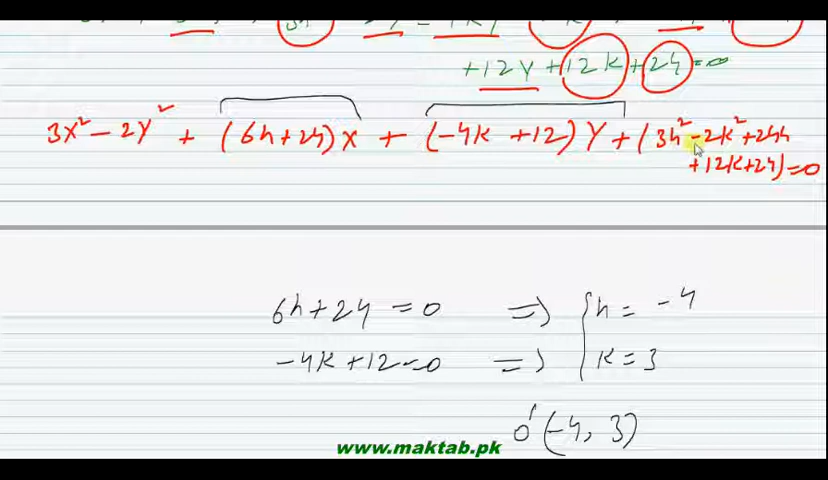 +12Y +12k +24 =0
3X² - 2Y² + (6h+24)X + (-4k +12)Y + (3h² -2k² +24h
+12k+24)=0
6h+24 =0 => { h = -4
-4k+12=0 => { k = 3
O'(-4, 3)
www.maktab.pk